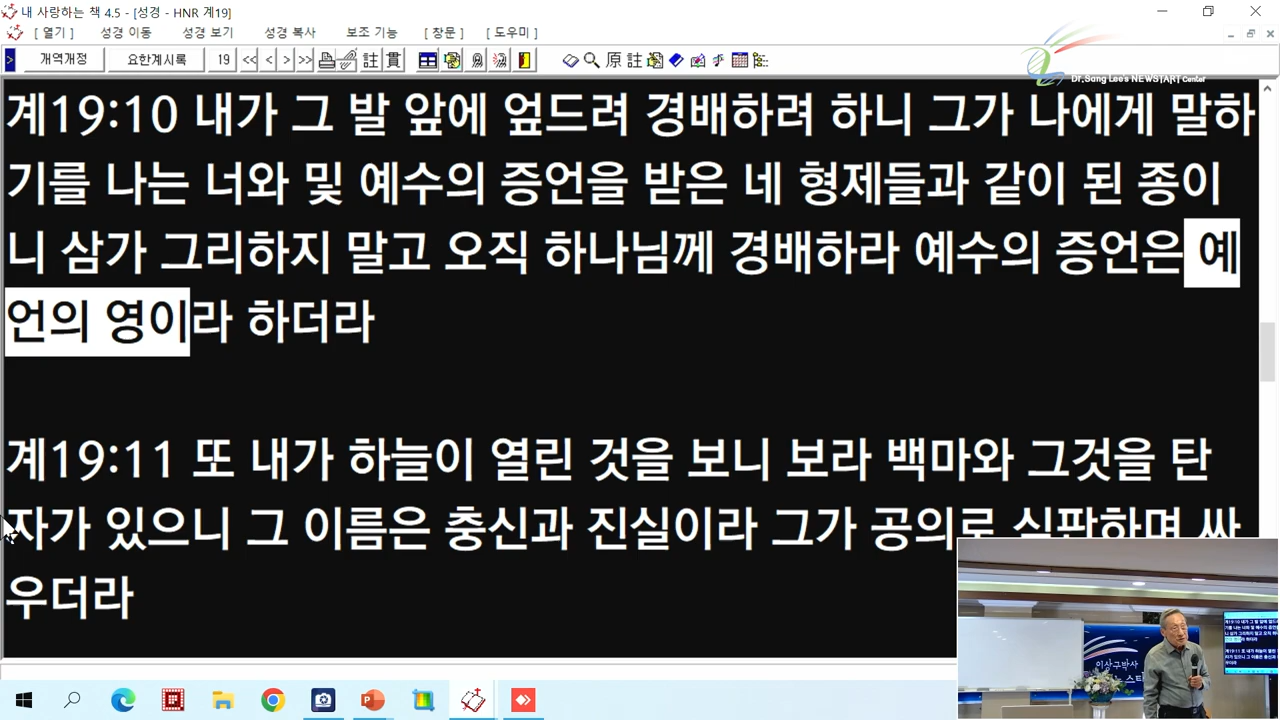 내 사랑하는 책 4.5 - [성경 - HNR 계19]
[ 열기 ] 성경 이동 성경 보기 성경 복사 보조 기능 [ 창문 ] [ 도우미 ]
> 개역개정 요한계시록 19 << < > >> 註 貫 原 註
Dr.Sang Lee's NEWSTART Center
계19:10 내가 그 발 앞에 엎드려 경배하려 하니 그가 나에게 말하
기를 나는 너와 및 예수의 증언을 받은 네 형제들과 같이 된 종이
니 삼가 그리하지 말고 오직 하나님께 경배하라 예수의 증언은 예
언의 영이라 하더라
계19:11 또 내가 하늘이 열린 것을 보니 보라 백마와 그것을 탄
자가 있으니 그 이름은 충신과 진실이라 그가 공의로 심판하며 싸
우더라
이상구박사
스타